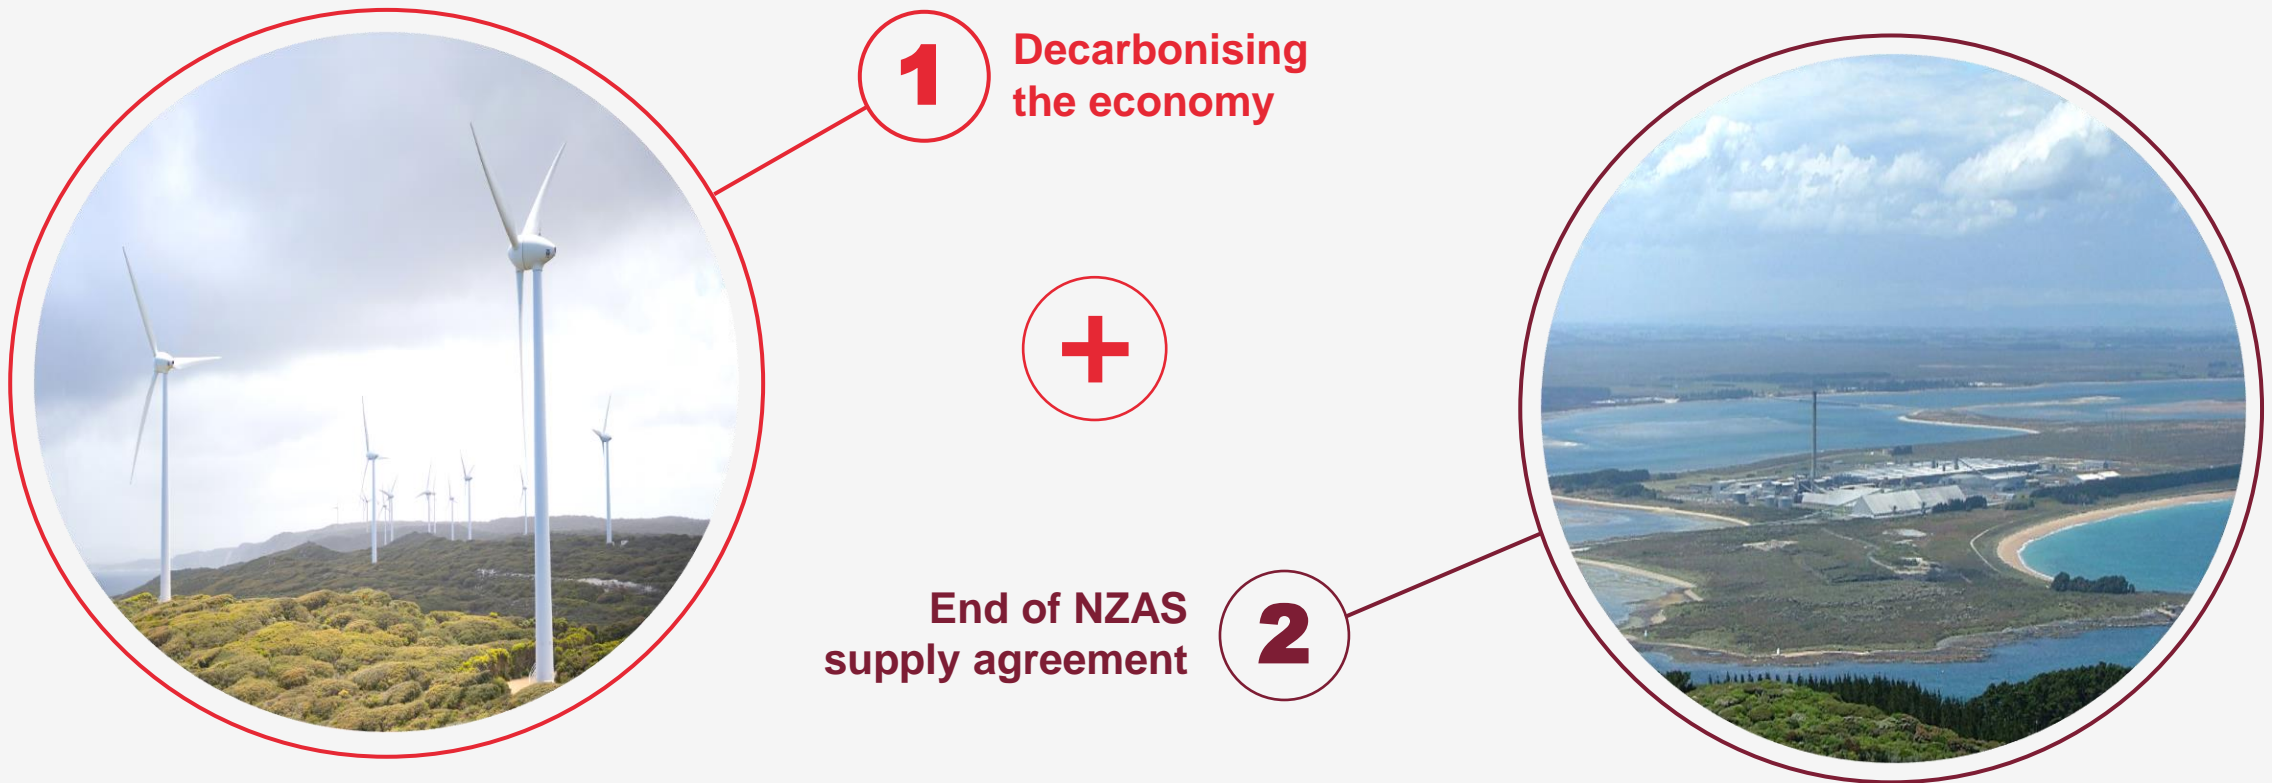 1
Decarbonising
the economy
+
End of NZAS
supply agreement
2